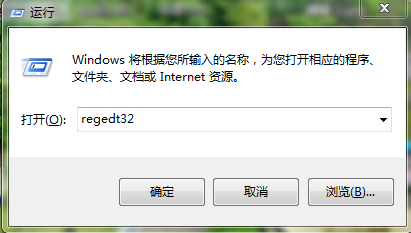 运行
Windows 将根据您所输入的名称，为您打开相应的程序、
文件夹、文档或 Internet 资源。
打开(O): regedt32
确定 取消 浏览(B)...